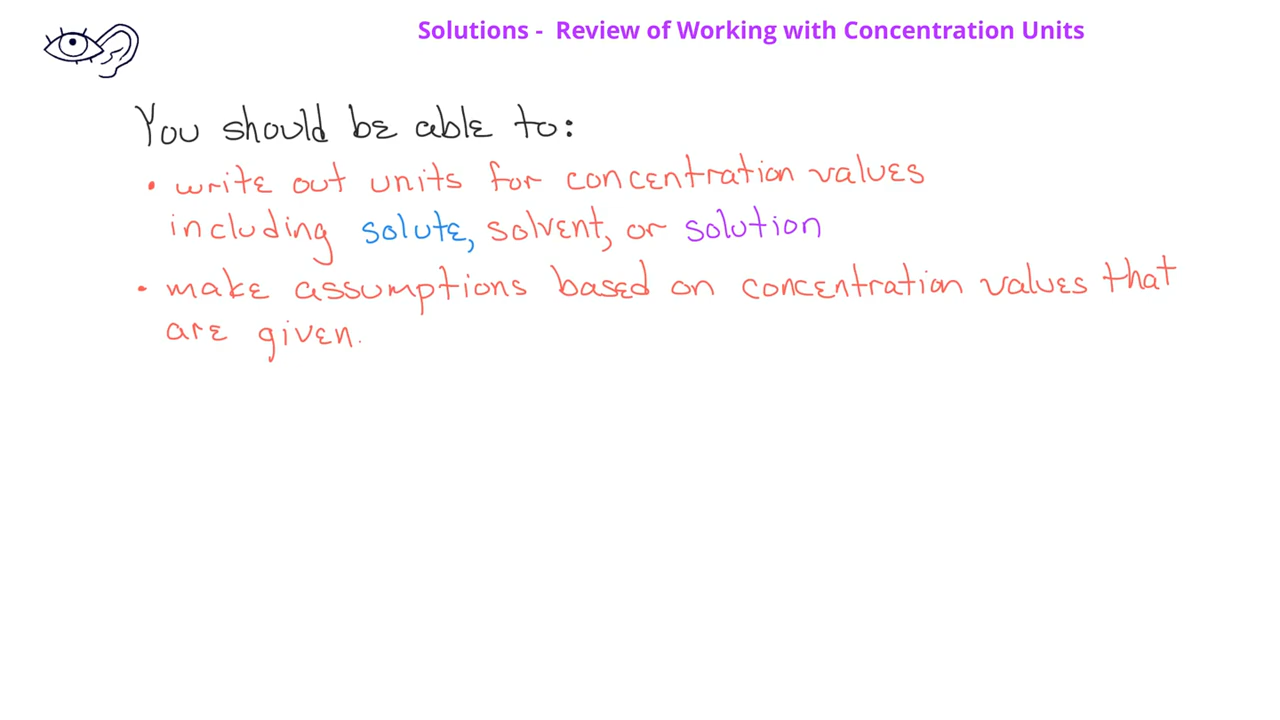 Solutions -  Review of Working with Concentration Units
You should be able to:
• write out units for concentration values
including solute, solvent, or solution
• make assumptions based on concentration values that
are given.